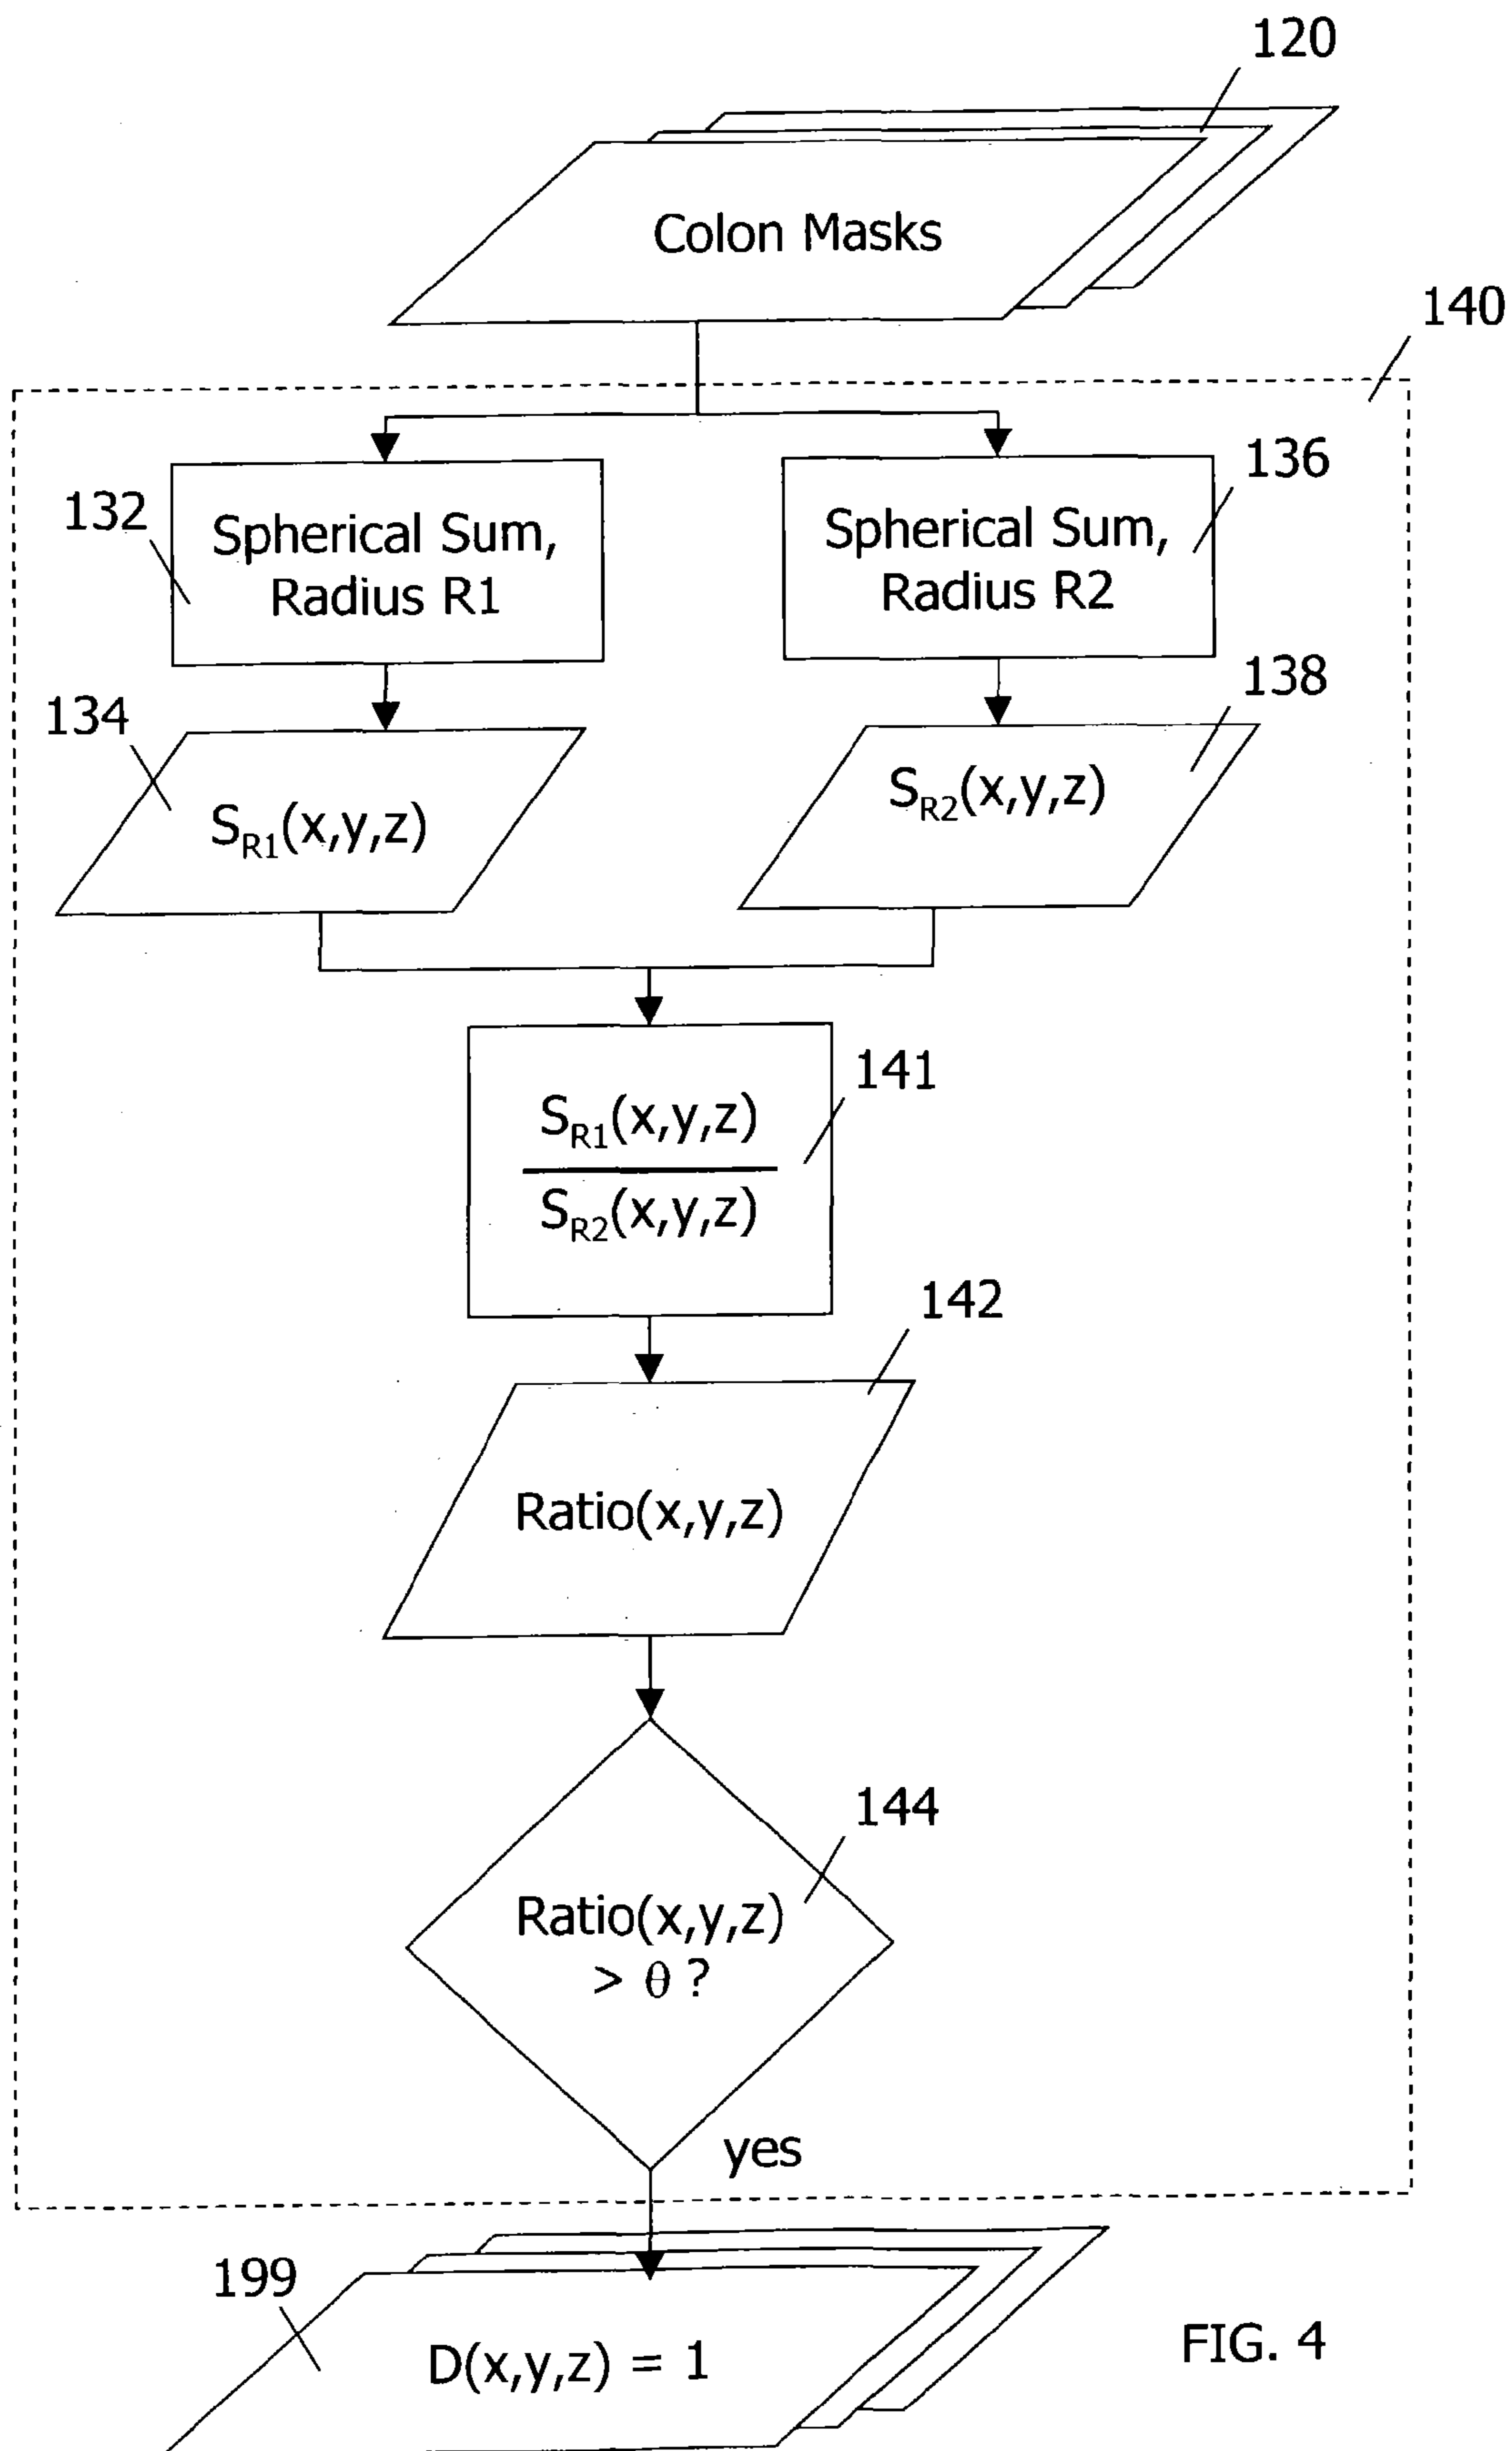 120
Colon Masks
140
132
Spherical Sum,
Radius R1
136
Spherical Sum,
Radius R2
134
S_R1(x,y,z)
138
S_R2(x,y,z)
141
S_R1(x,y,z)
S_R2(x,y,z)
142
Ratio(x,y,z)
144
Ratio(x,y,z)
> θ ?
yes
199
D(x,y,z) = 1
FIG. 4